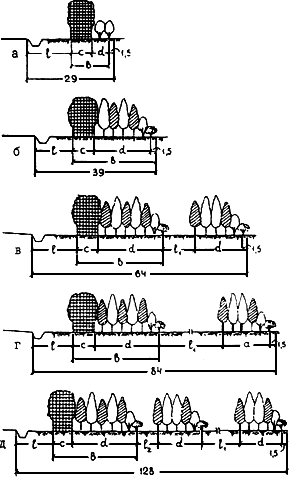 а l c d 1,5
в
29
б l c d 1,5
в
39
в l c d l₁ d 1,5
в
64
г l c d l₁ a 1,5
в
84
д l c d l₂ d l₁ d
в 1,5
128